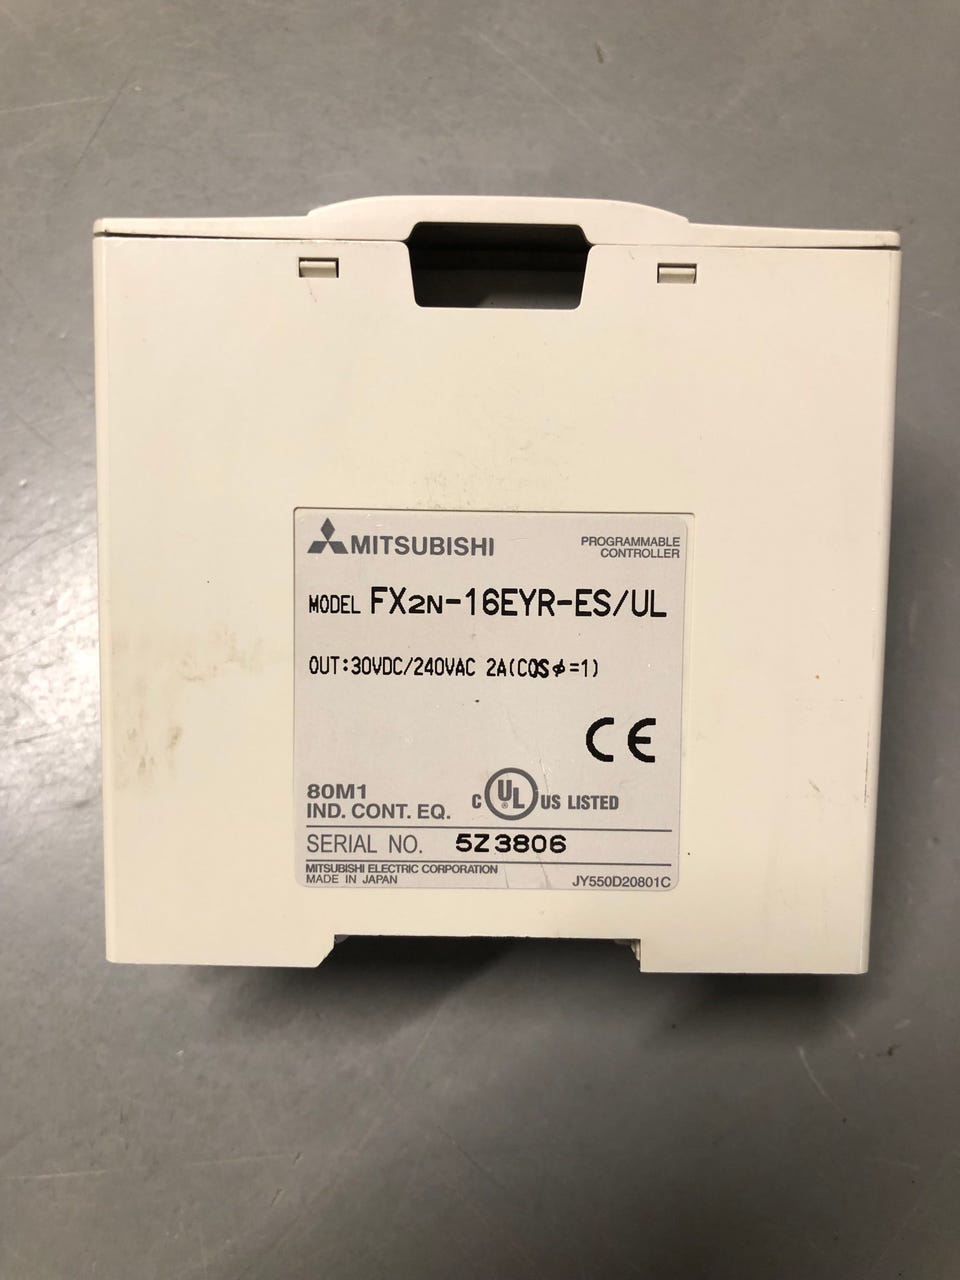 MITSUBISHI
PROGRAMMABLE
CONTROLLER
MODEL FX2N-16EYR-ES/UL
OUT:30VDC/240VAC 2A(COSφ=1)
CE
80M1
IND. CONT. EQ.
C UL ® US LISTED
SERIAL NO. 5Z3806
MITSUBISHI ELECTRIC CORPORATION
MADE IN JAPAN
JY550D20801C